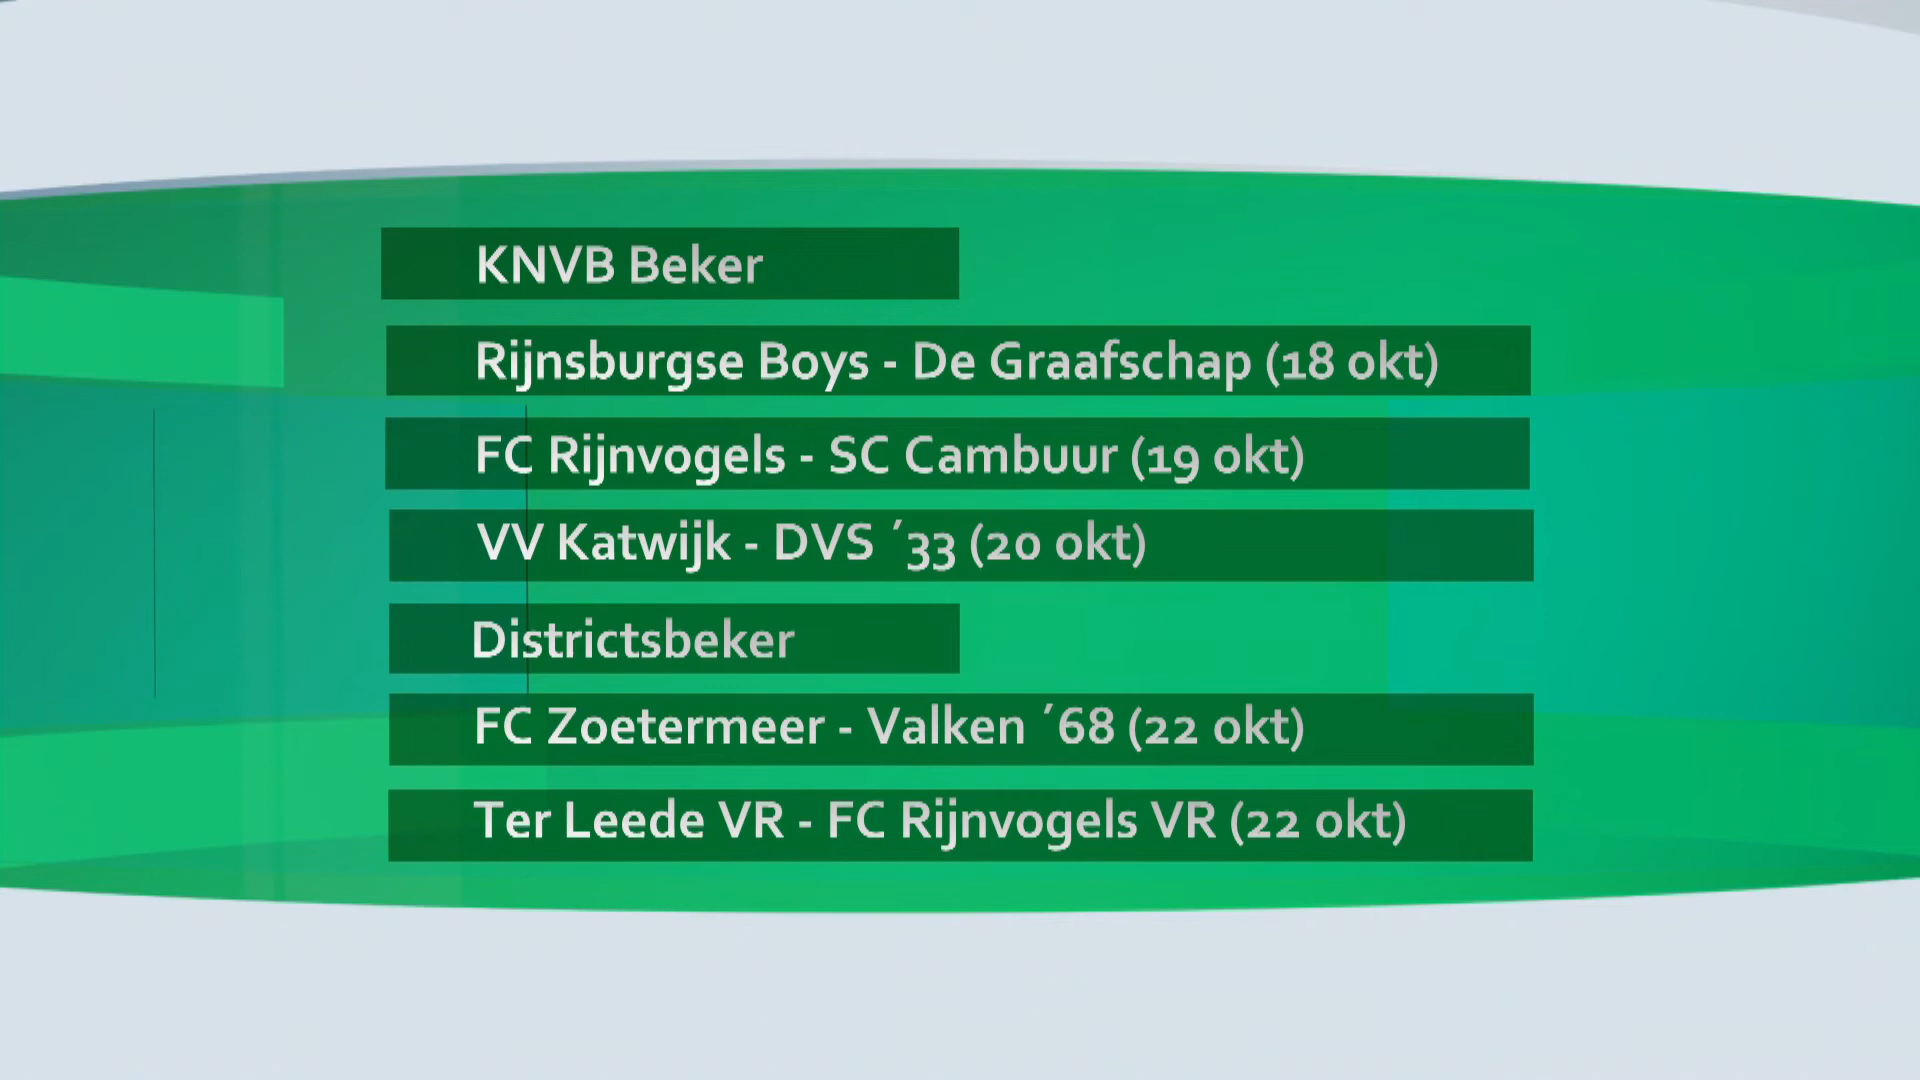 KNVB Beker
Rijnsburgse Boys - De Graafschap (18 okt)
FC Rijnvogels - SC Cambuur (19 okt)
VV Katwijk - DVS ´33 (20 okt)
Districtsbeker
FC Zoetermeer - Valken ´68 (22 okt)
Ter Leede VR - FC Rijnvogels VR (22 okt)